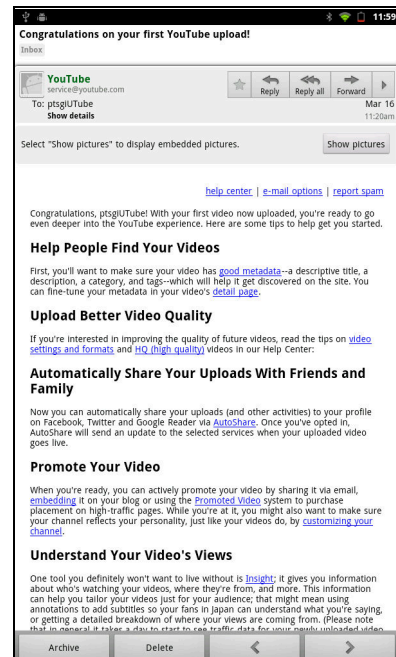 11:59
Congratulations on your first YouTube upload!
Inbox
YouTube
service@youtube.com
Reply
Reply all
Forward
To: ptsgiUTube
Mar 16
Show details
11:20am
Select "Show pictures" to display embedded pictures.
Show pictures
help center | e-mail options | report spam
Congratulations, ptsgiUTube! With your first video now uploaded, you're ready to go
even deeper into the YouTube experience. Here are some tips to help get you started.
Help People Find Your Videos
First, you'll want to make sure your video has good metadata--a descriptive title, a
description, a category, and tags--which will help it get discovered on the site. You
can fine-tune your metadata in your video's detail page.
Upload Better Video Quality
If you're interested in improving the quality of future videos, read the tips on video
settings and formats and HQ (high quality) videos in our Help Center:
Automatically Share Your Uploads With Friends and
Family
Now you can automatically share your uploads (and other activities) to your profile
on Facebook, Twitter and Google Reader via AutoShare. Once you've opted in,
AutoShare will send an update to the selected services when your uploaded video
goes live.
Promote Your Video
When you're ready, you can actively promote your video by sharing it via email,
embedding it on your blog or using the Promoted Video system to purchase
placement on high-traffic pages. While you're at it, you might also want to make sure
your channel reflects your personality, just like your videos do, by customizing your
channel.
Understand Your Video's Views
One tool you definitely won't want to live without is Insight; it gives you information
about who's watching your videos, where they're from, and more. This information
can help you tailor your videos just for your audience; that might mean using
annotations to add subtitles so your fans in Japan can understand what you're saying,
or getting a detailed breakdown of where your views are coming from. (Please note
that in general it takes a day to start to see traffic data for your newly uploaded video
Archive
Delete